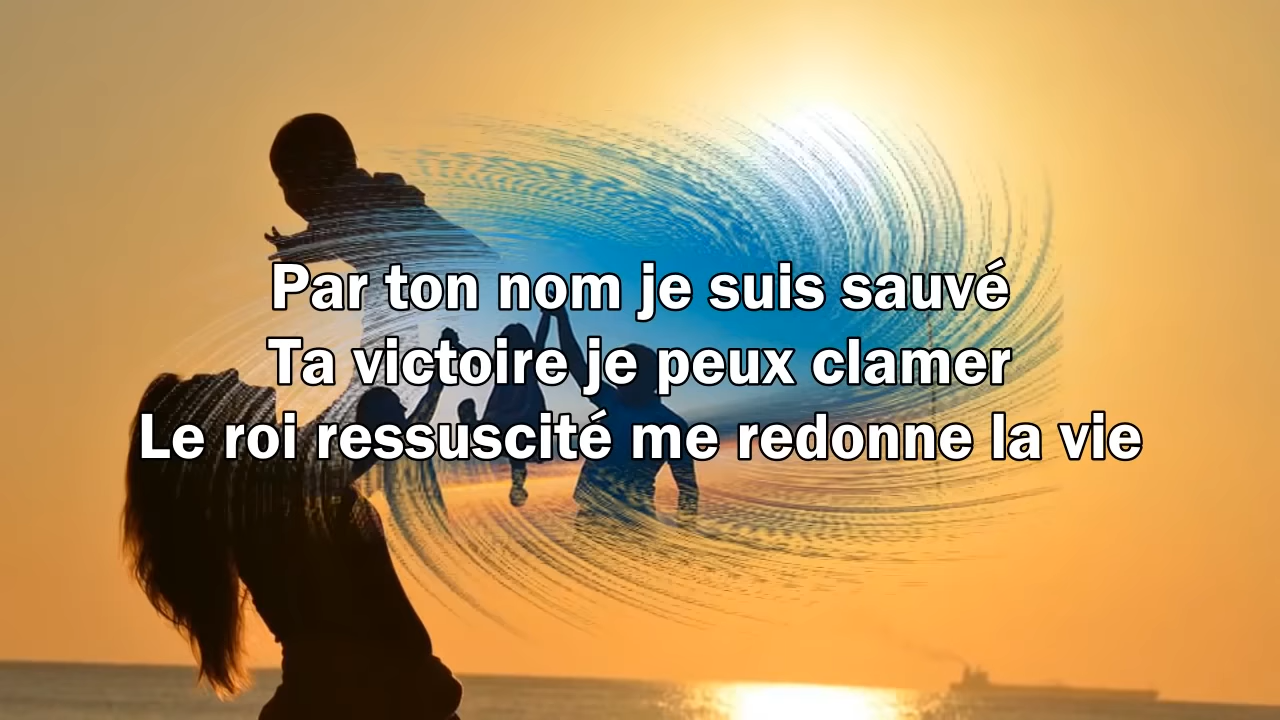 Par ton nom je suis sauvé
Ta victoire je peux clamer
Le roi ressuscité me redonne la vie